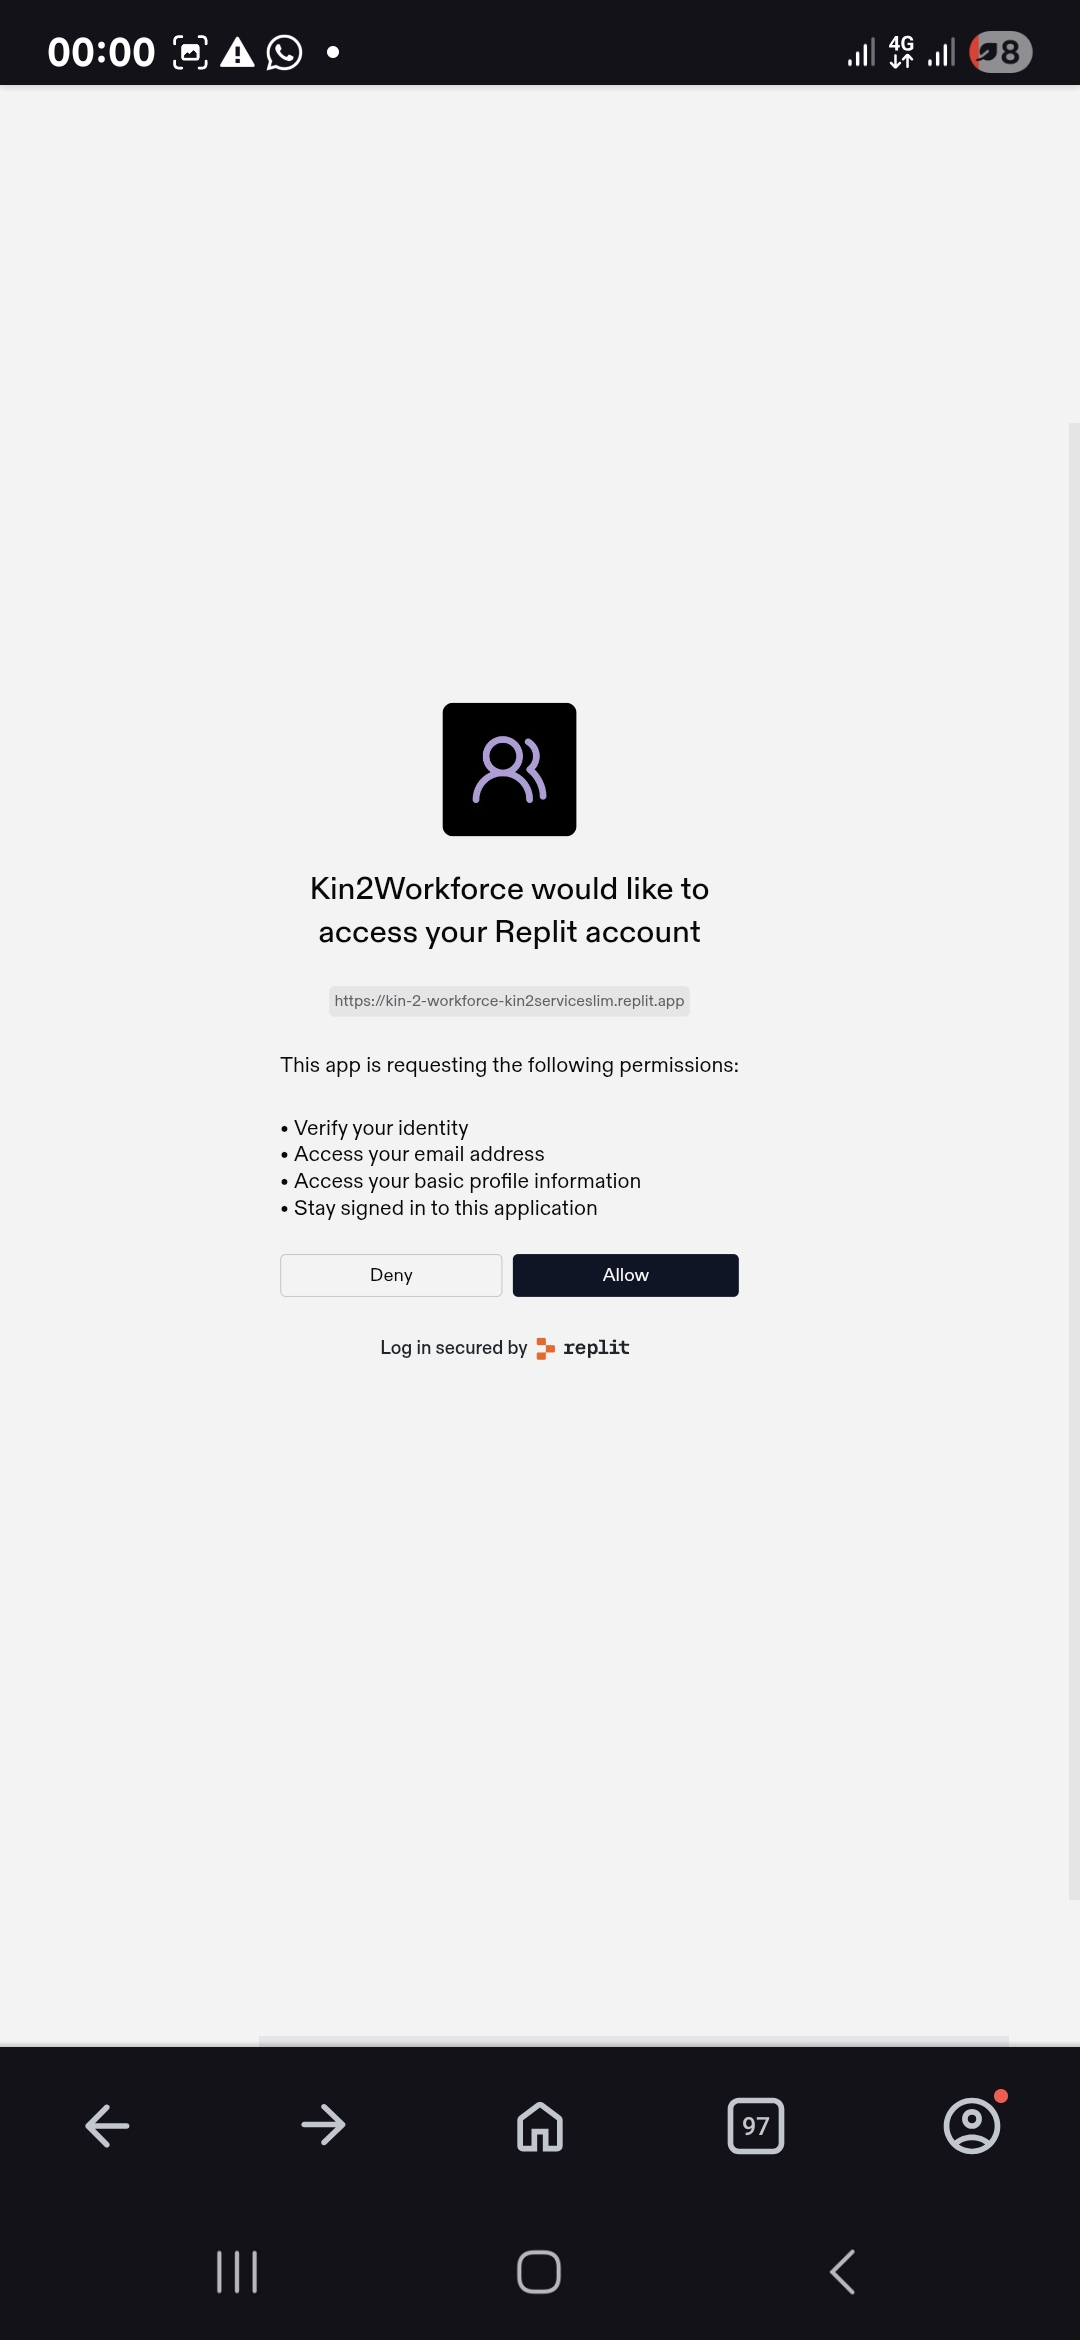 00:00
4G
8
Kin2Workforce would like to
access your Replit account
https://kin-2-workforce-kin2serviceslim.replit.app
This app is requesting the following permissions:
• Verify your identity
• Access your email address
• Access your basic profile information
• Stay signed in to this application
Deny Allow
Log in secured by replit
97